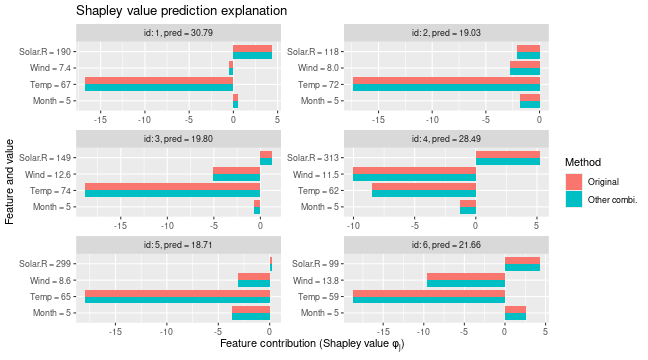 Shapley value prediction explanation
id: 1, pred = 30.79
Solar.R = 190
Wind = 7.4
Temp = 67
Month = 5
-15 -10 -5 0 5
id: 2, pred = 19.03
Solar.R = 118
Wind = 8.0
Temp = 72
Month = 5
-15 -10 -5 0
id: 3, pred = 19.80
Solar.R = 149
Wind = 12.6
Temp = 74
Month = 5
-15 -10 -5 0
id: 4, pred = 28.49
Solar.R = 313
Wind = 11.5
Temp = 62
Month = 5
-10 -5 0 5
id: 5, pred = 18.71
Solar.R = 299
Wind = 8.6
Temp = 65
Month = 5
-15 -10 -5 0
id: 6, pred = 21.66
Solar.R = 99
Wind = 13.8
Temp = 59
Month = 5
-15 -10 -5 0 5
Feature and value
Feature contribution (Shapley value φj)
Method
Original
Other combi.